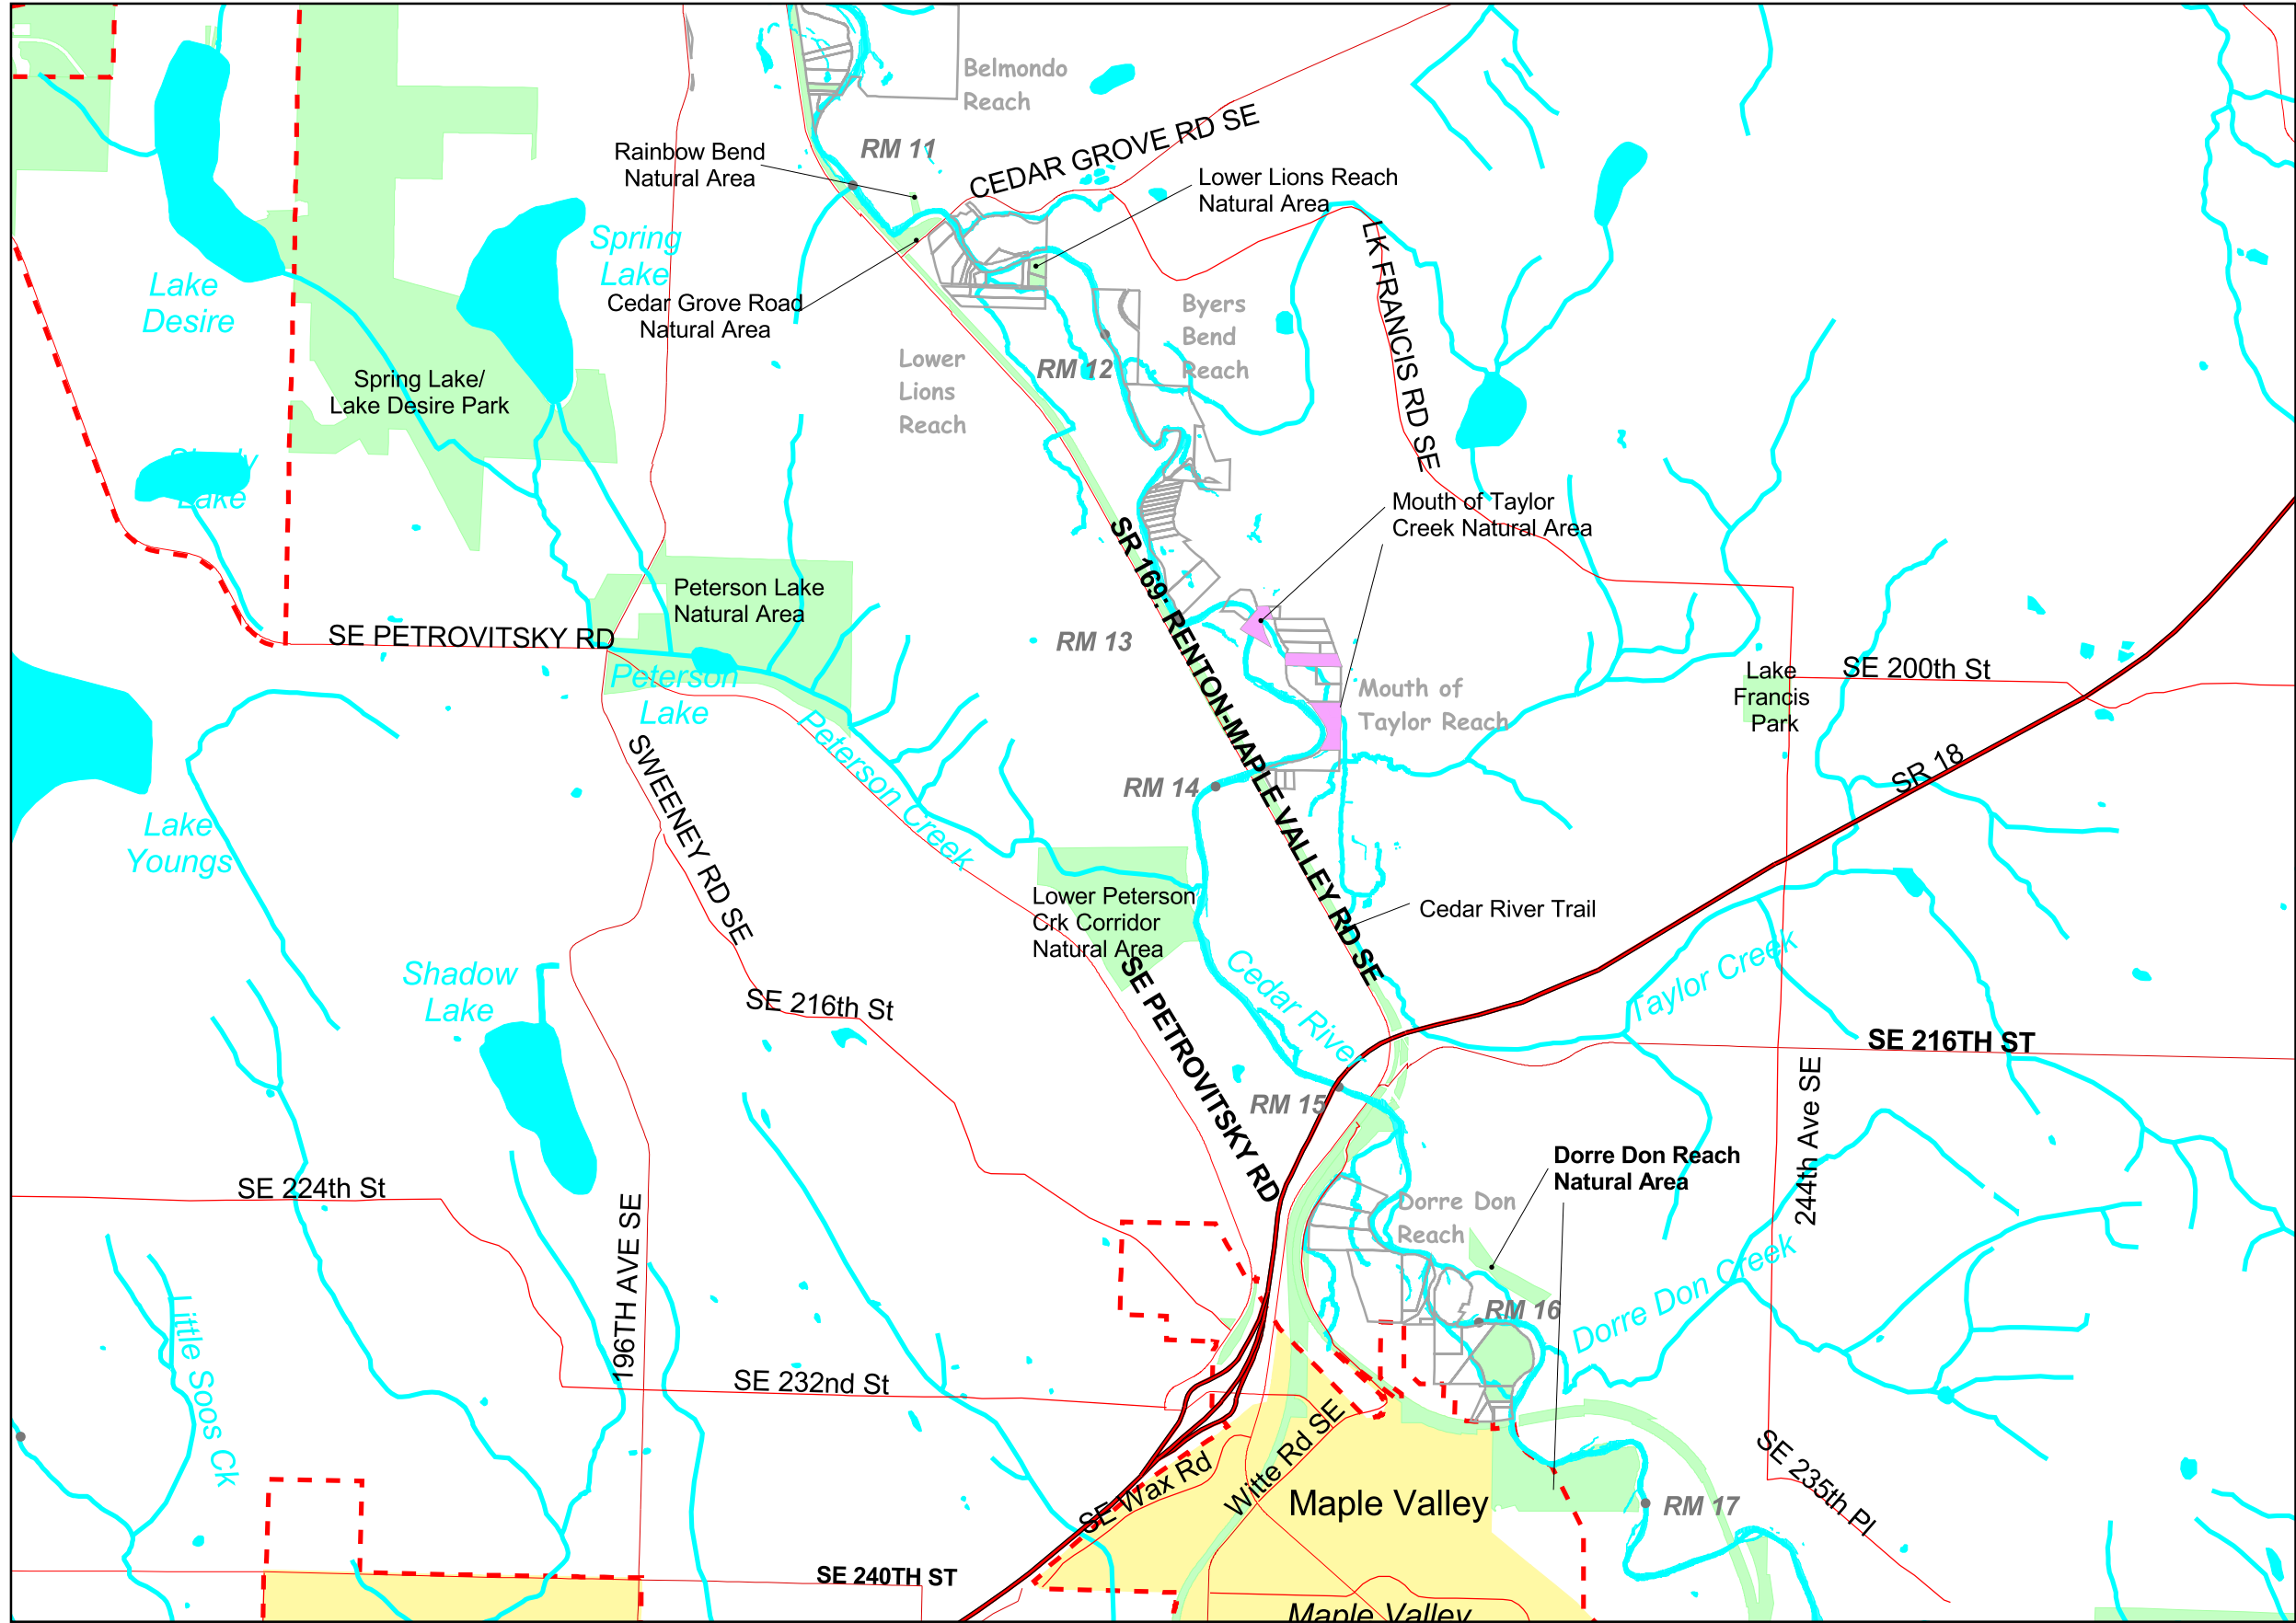 Belmondo
Reach
RM 11
Rainbow Bend
Natural Area
CEDAR GROVE RD SE
Lower Lions Reach
Natural Area
Spring
Lake
Lake
Desire
Cedar Grove Road
Natural Area
LK FRANCIS RD SE
Byers
Bend
Reach
Lower
Lions
Reach
RM 12
Spring Lake/
Lake Desire Park
Shady
Lake
Mouth of Taylor
Creek Natural Area
SR 169: RENTON-MAPLE VALLEY RD SE
Peterson Lake
Natural Area
SE PETROVITSKY RD
RM 13
Peterson
Lake
Mouth of
Taylor Reach
Lake
Francis
Park
SE 200th St
Peterson Creek
SWEENEY RD SE
RM 14
SR 18
Lake
Youngs
Lower Peterson
Crk Corridor
Natural Area
Cedar River Trail
Shadow
Lake
SE 216th St
SE PETROVITSKY RD
Cedar River
Taylor Creek
SE 216TH ST
RM 15
244th Ave SE
Dorre Don Reach
Natural Area
SE 224th St
196TH AVE SE
Dorre Don
Reach
Dorre Don Creek
RM 16
Little Soos Ck
SE 232nd St
Witte Rd SE
SE Wax Rd
SE 235th Pl
Maple Valley
RM 17
SE 240TH ST
Maple Valley